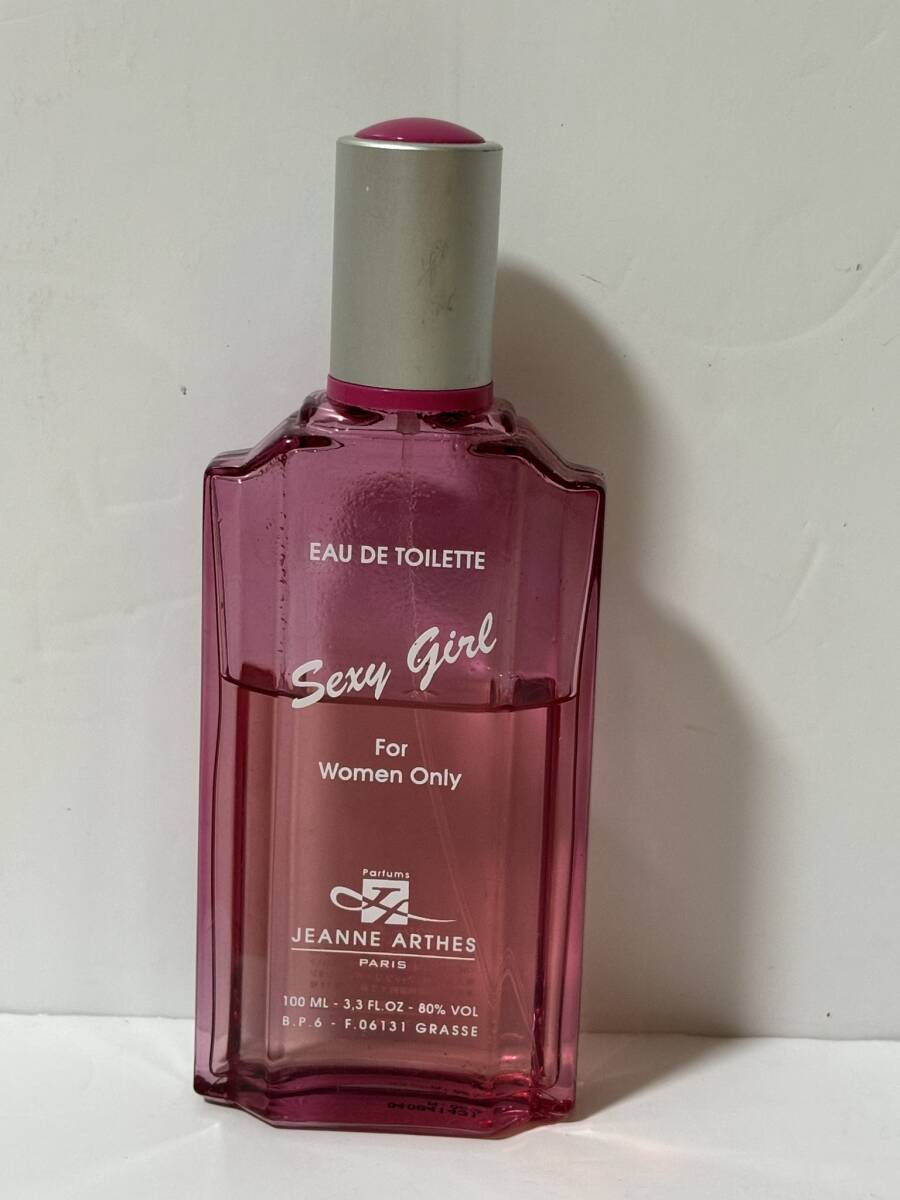 EAU DE TOILETTE
Sexy Girl
For
Women Only
Parfums
JEANNE ARTHES
PARIS
100 ML - 3,3 FL.OZ - 80% VOL
B.P.6 - F.06131 GRASSE